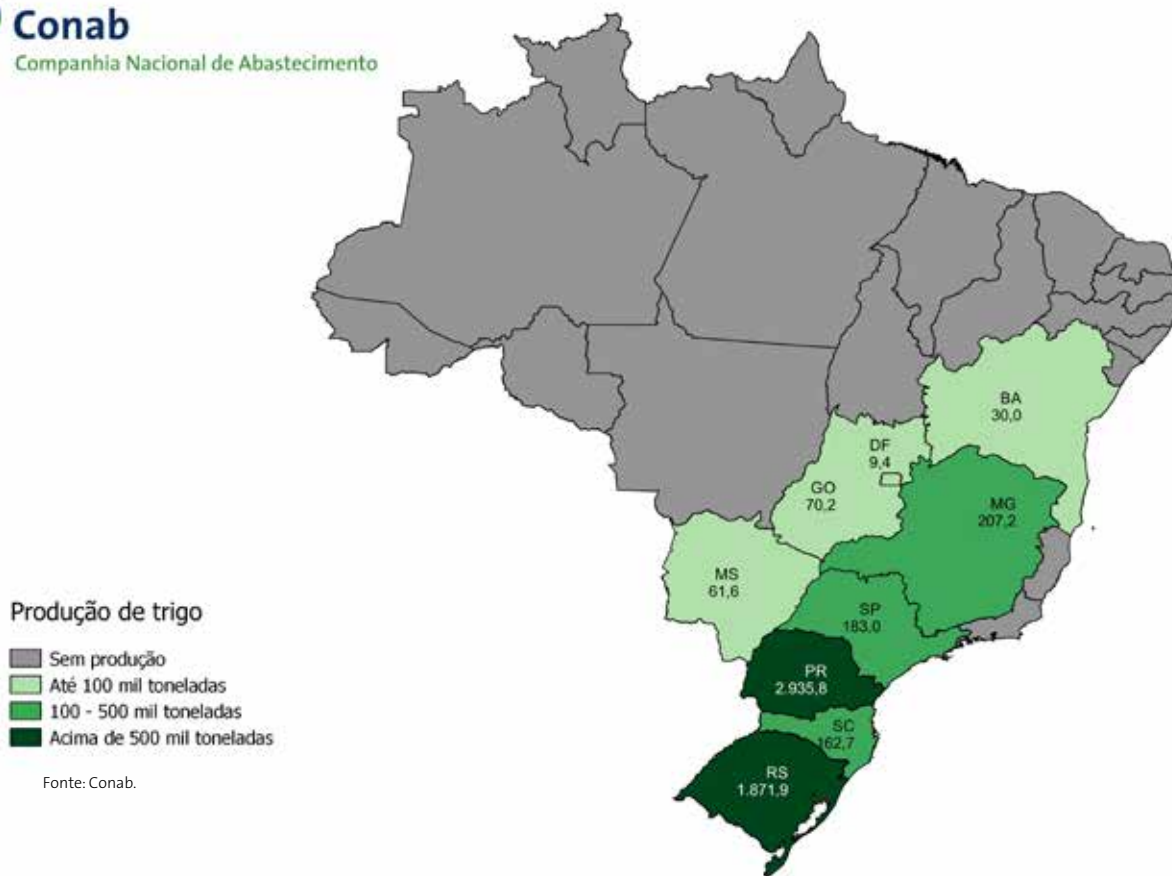 Conab
Companhia Nacional de Abastecimento
BA
30,0
DF
9,4
GO
70,2
MG
207,2
MS
61,6
SP
183,0
PR
2.935,8
SC
162,7
RS
1.871,9
Produção de trigo
Sem produção
Até 100 mil toneladas
100 - 500 mil toneladas
Acima de 500 mil toneladas
Fonte: Conab.